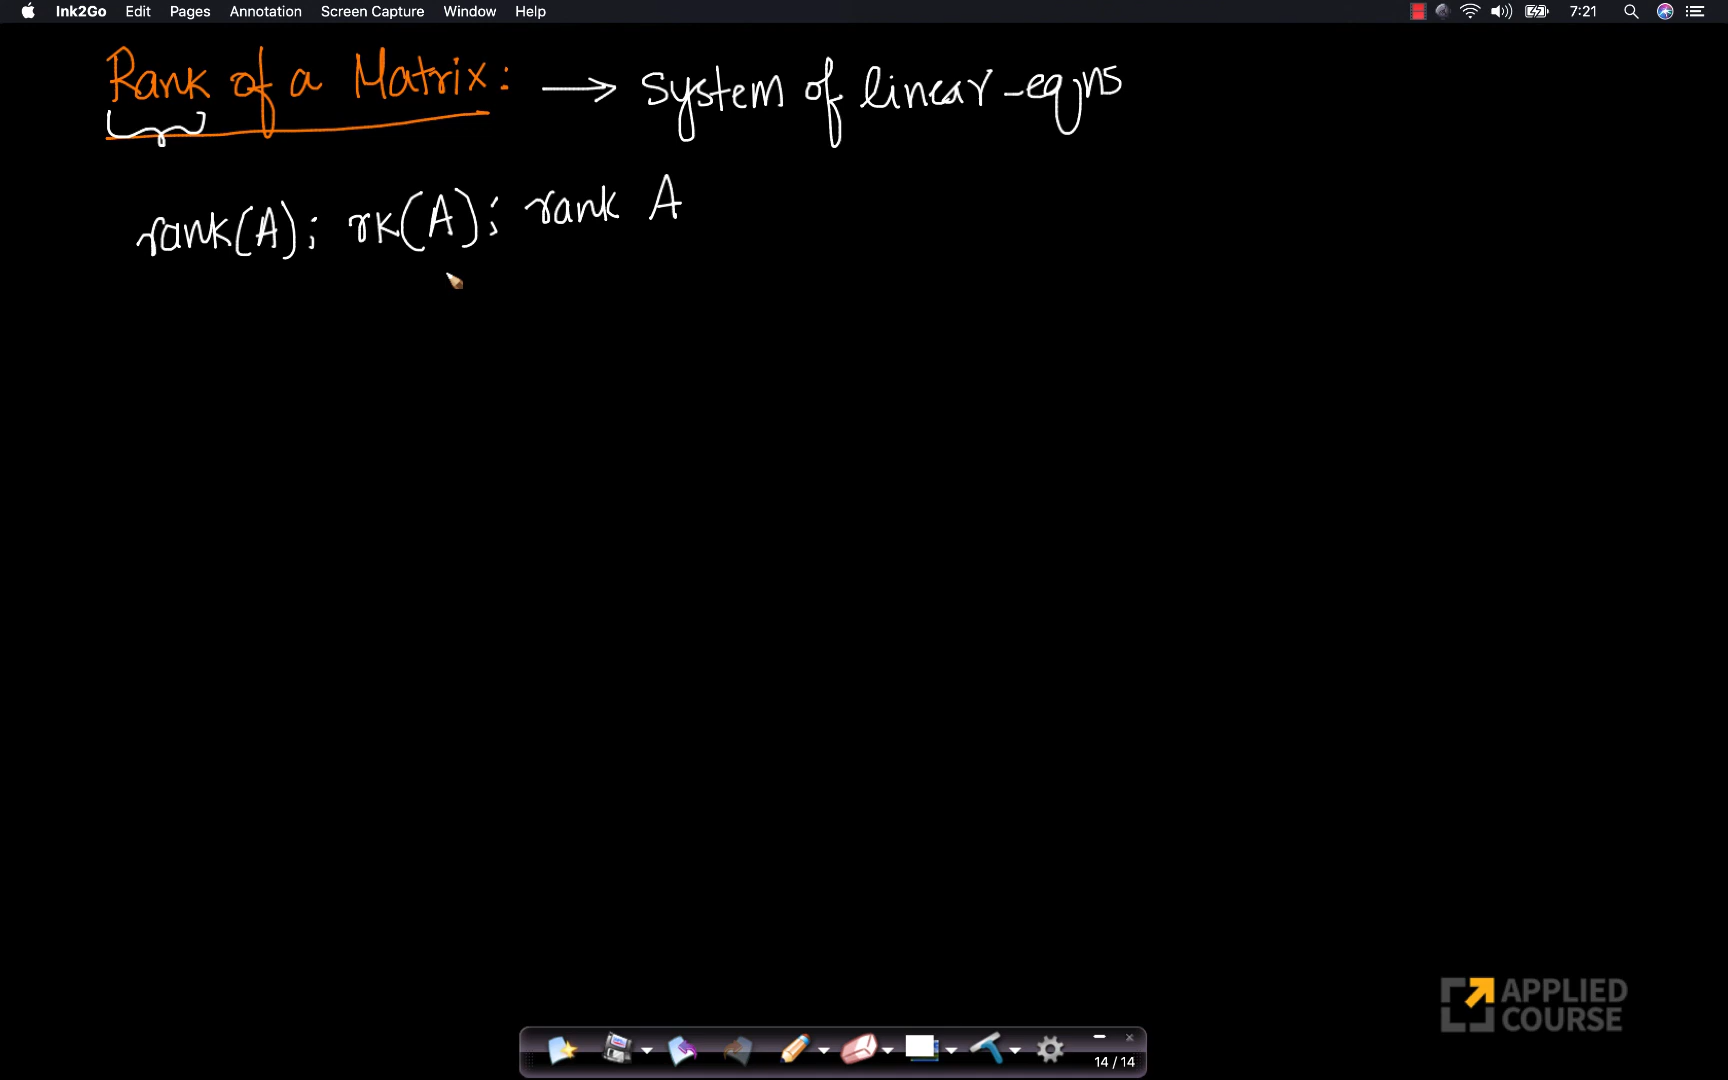 Ink2Go Edit Pages Annotation Screen Capture Window Help 7:21
Rank of a Matrix: → System of linear-eqns
rank(A); rk(A); rank A
APPLIED
COURSE
14 / 14